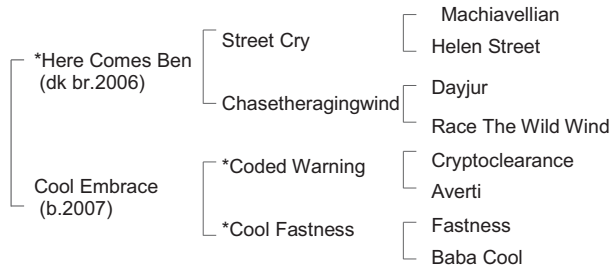 *Here Comes Ben
(dk br.2006)
Cool Embrace
(b.2007)
Street Cry
Chasetheragingwind
*Coded Warning
*Cool Fastness
Machiavellian
Helen Street
Dayjur
Race The Wild Wind
Cryptoclearance
Averti
Fastness
Baba Cool